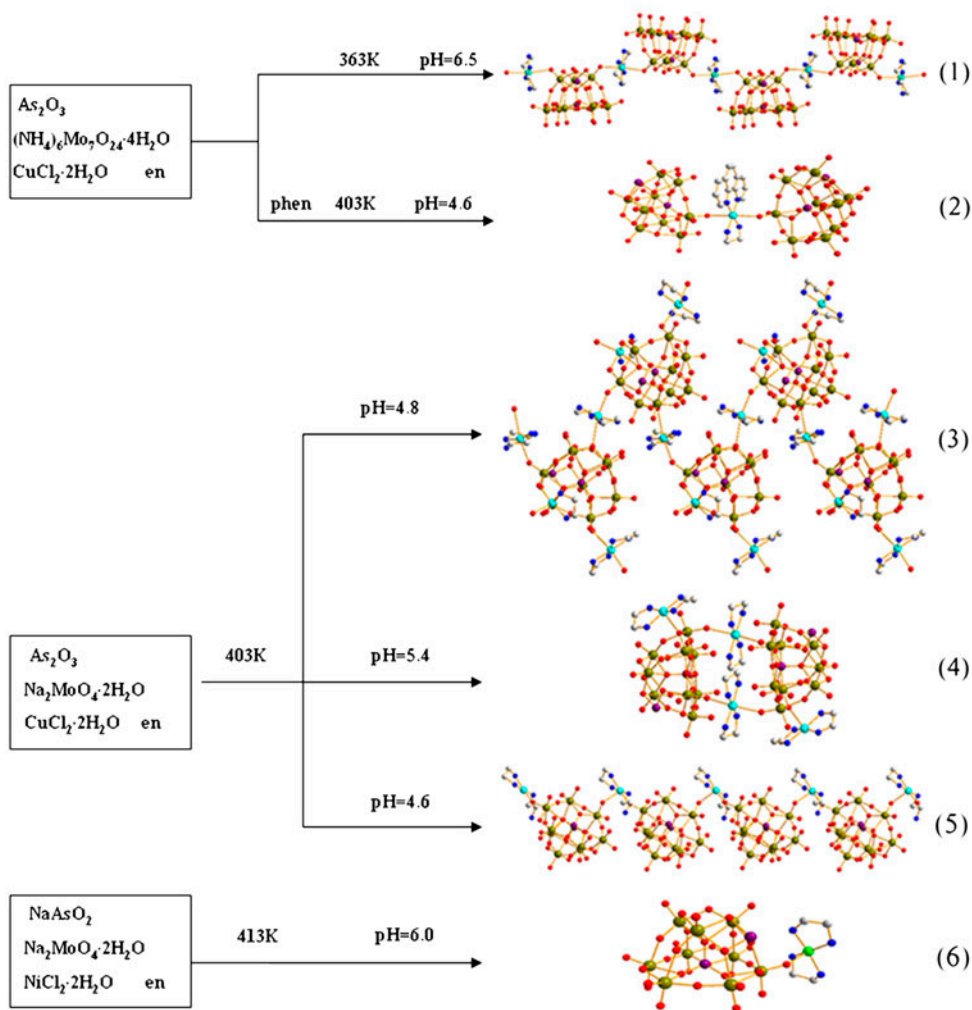 363K pH=6.5
(1)
As₂O₃
(NH₄)₆Mo₇O₂₄·4H₂O
CuCl₂·2H₂O en
phen 403K pH=4.6
(2)
pH=4.8
(3)
As₂O₃
Na₂MoO₄·2H₂O
CuCl₂·2H₂O en
403K
pH=5.4
(4)
pH=4.6
(5)
NaAsO₂
Na₂MoO₄·2H₂O
NiCl₂·2H₂O en
413K pH=6.0
(6)